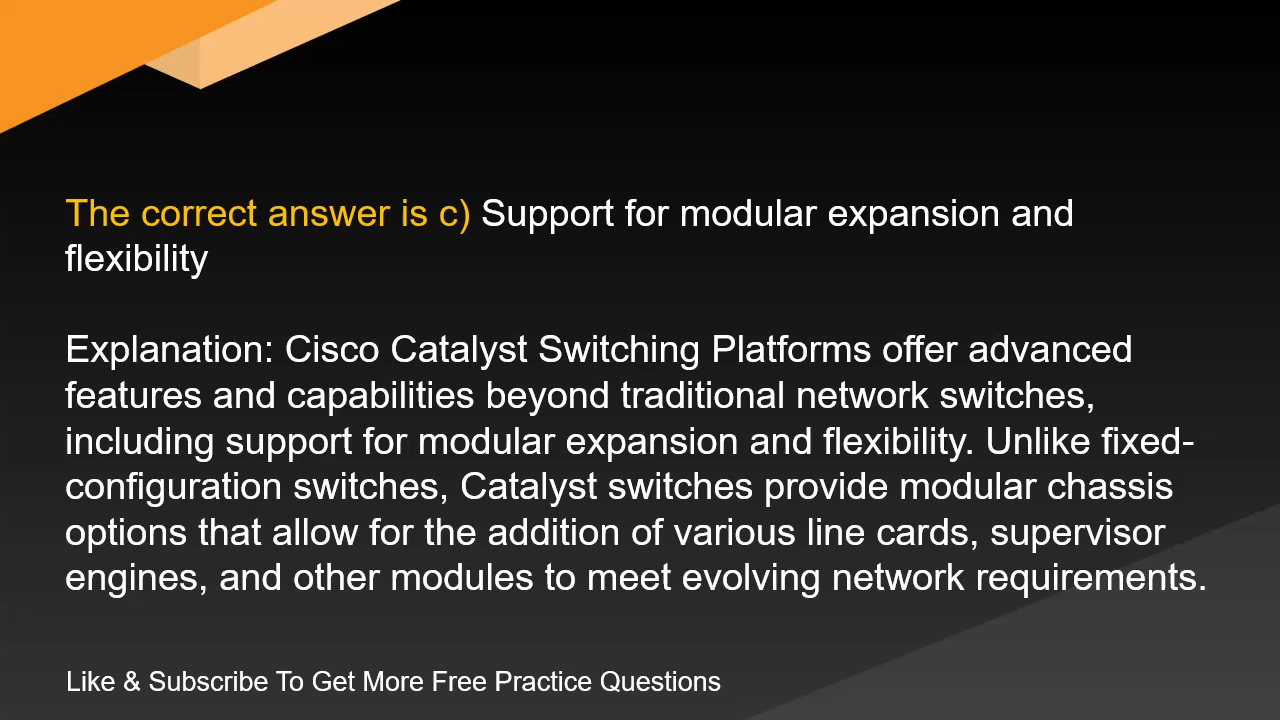 The correct answer is c) Support for modular expansion and
flexibility
Explanation: Cisco Catalyst Switching Platforms offer advanced
features and capabilities beyond traditional network switches,
including support for modular expansion and flexibility. Unlike fixed-
configuration switches, Catalyst switches provide modular chassis
options that allow for the addition of various line cards, supervisor
engines, and other modules to meet evolving network requirements.
Like & Subscribe To Get More Free Practice Questions